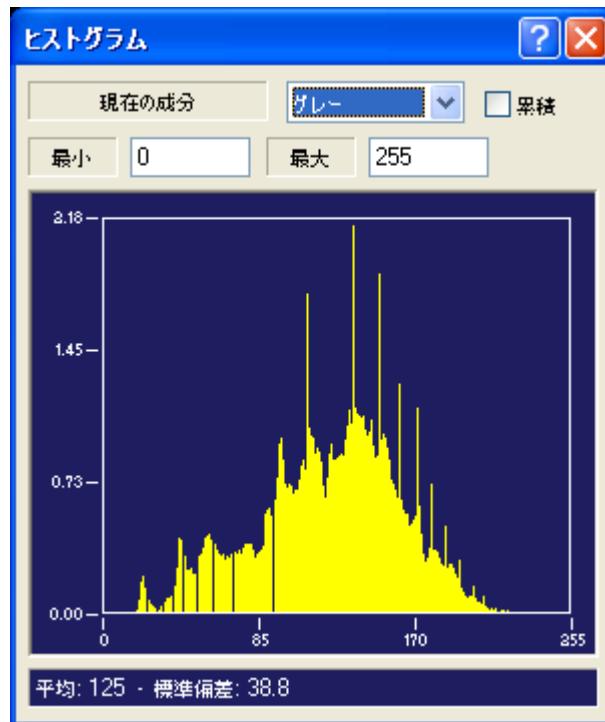 ヒストグラム
現在の成分 グレー 累積
最小 0 最大 255
2.18
1.45
0.73
0.00
0 85 170 255
平均: 125 - 標準偏差: 38.8